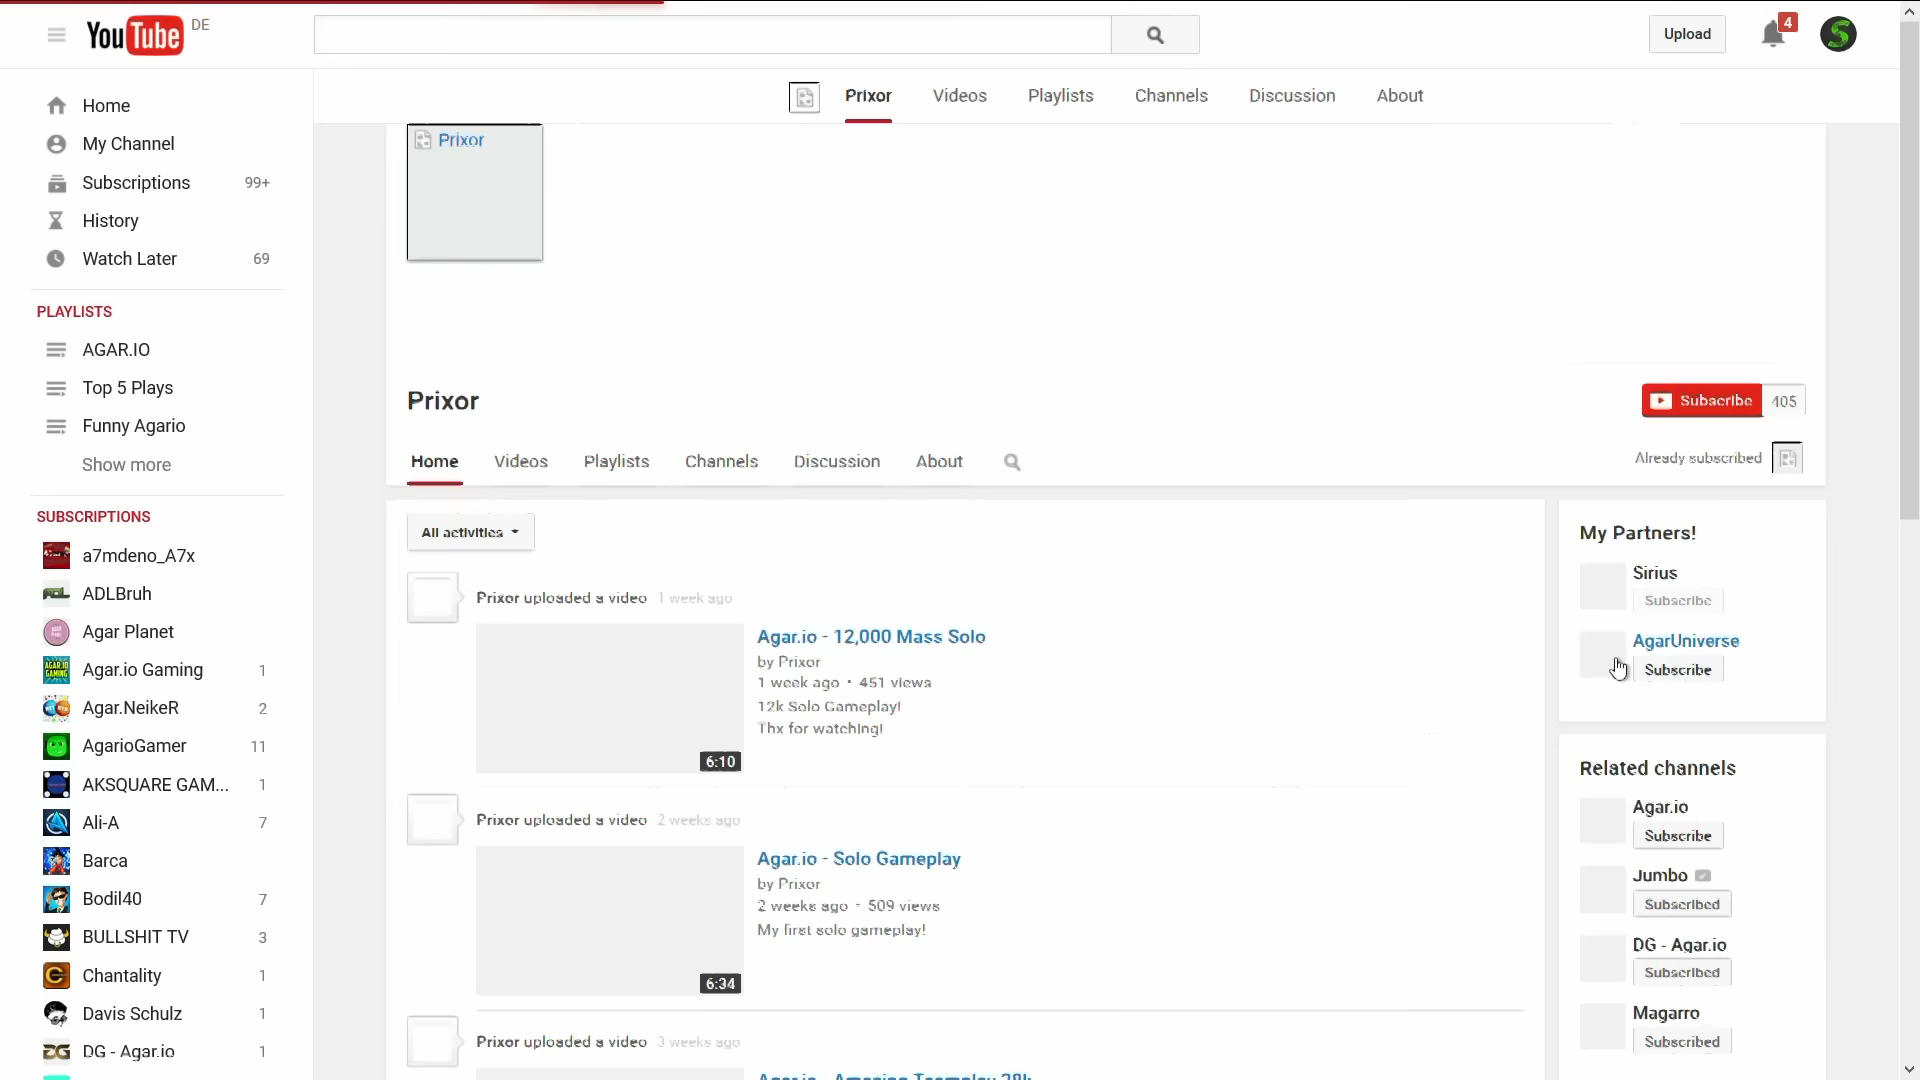 YouTube DE
Upload
4
Home
My Channel
Subscriptions 99+
History
Watch Later 69
PLAYLISTS
AGAR.IO
Top 5 Plays
Funny Agario
Show more
SUBSCRIPTIONS
a7mdeno_A7x
ADLBruh
Agar Planet
Agar.io Gaming 1
Agar.NeikeR 2
AgarioGamer 11
AKSQUARE GAM... 1
Ali-A 7
Barca
Bodil40 7
BULLSHIT TV 3
Chantality 1
Davis Schulz 1
DG - Agar.io 1
Prixor Videos Playlists Channels Discussion About
Prixor
Prixor
Subscribe 405
Home Videos Playlists Channels Discussion About
Already subscribed
All activities
Prixor uploaded a video 1 week ago
Agar.io - 12,000 Mass Solo
by Prixor
1 week ago • 451 views
12k Solo Gameplay!
Thx for watching!
6:10
Prixor uploaded a video 2 weeks ago
Agar.io - Solo Gameplay
by Prixor
2 weeks ago • 509 views
My first solo gameplay!
6:34
Prixor uploaded a video 3 weeks ago
My Partners!
Sirius
Subscribe
AgarUniverse
Subscribe
Related channels
Agar.io
Subscribe
Jumbo
Subscribed
DG - Agar.io
Subscribed
Magarro
Subscribed